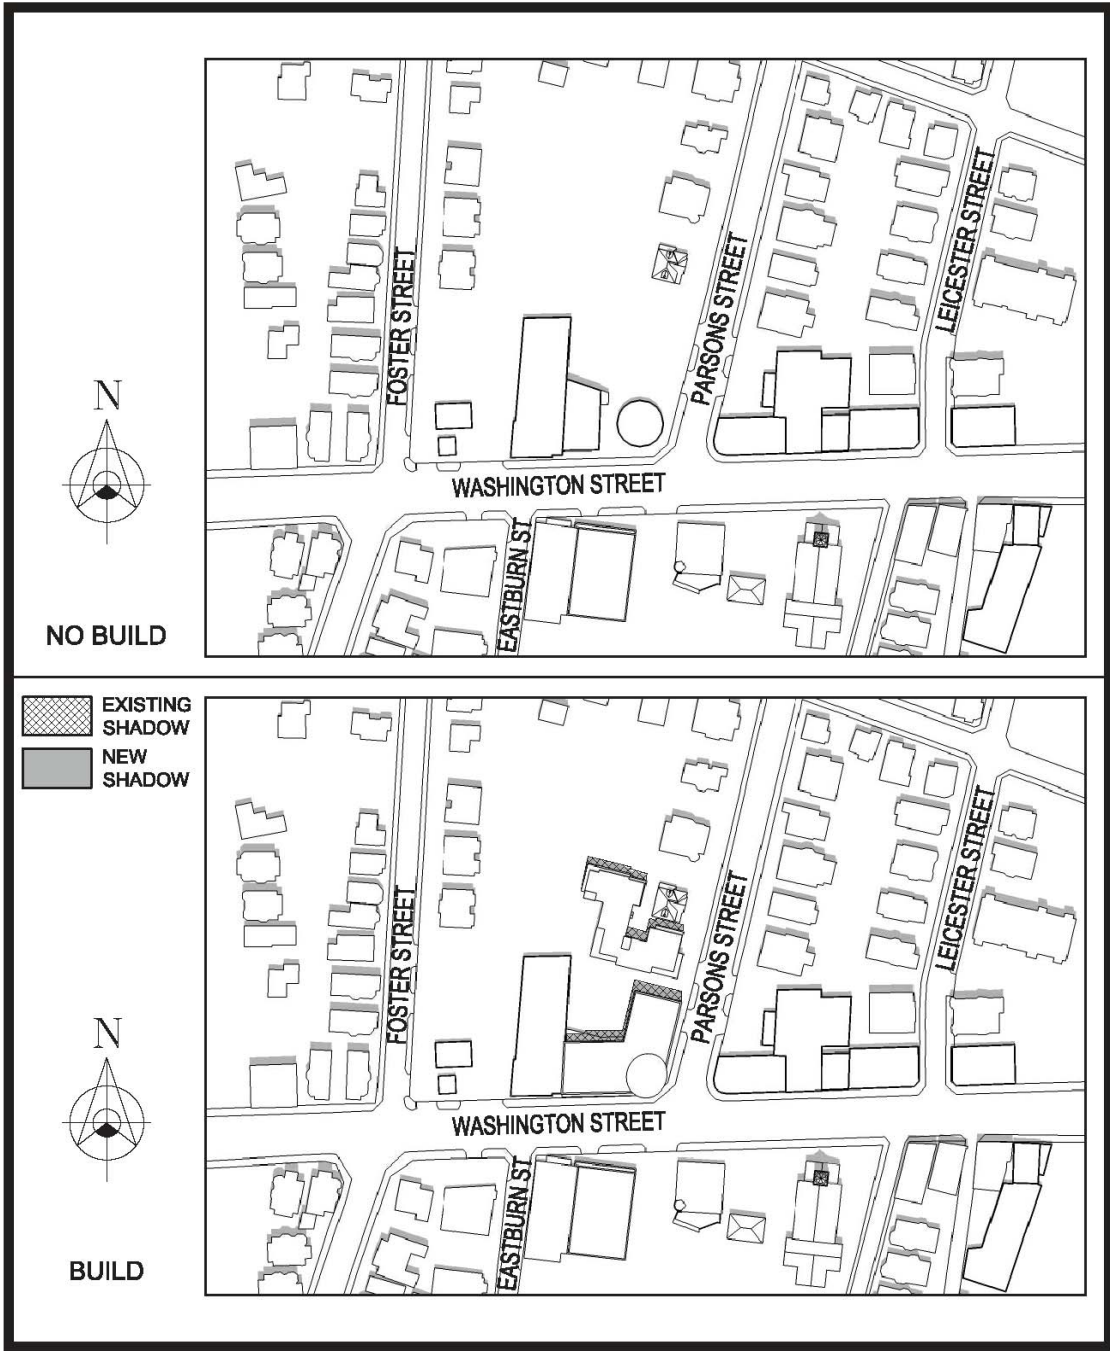 FOSTER STREET
PARSONS STREET
LEICESTER STREET
N
WASHINGTON STREET
EASTBURN ST
NO BUILD
EXISTING
SHADOW
NEW
SHADOW
FOSTER STREET
PARSONS STREET
LEICESTER STREET
N
WASHINGTON STREET
EASTBURN ST
BUILD